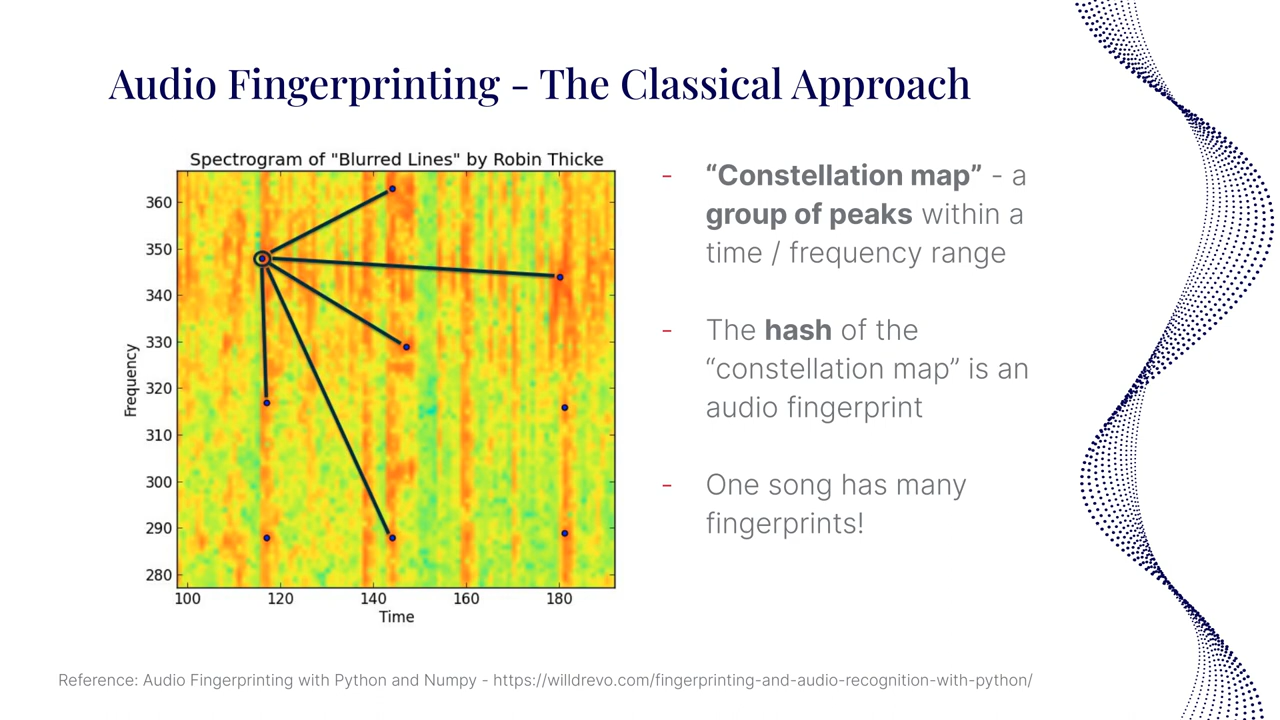 Audio Fingerprinting - The Classical Approach
Spectrogram of "Blurred Lines" by Robin Thicke
360
350
340
330
320
310
300
290
280
Frequency
100 120 140 160 180
Time
- “Constellation map” - a
group of peaks within a
time / frequency range
- The hash of the
“constellation map” is an
audio fingerprint
- One song has many
fingerprints!
Reference: Audio Fingerprinting with Python and Numpy - https://willdrevo.com/fingerprinting-and-audio-recognition-with-python/